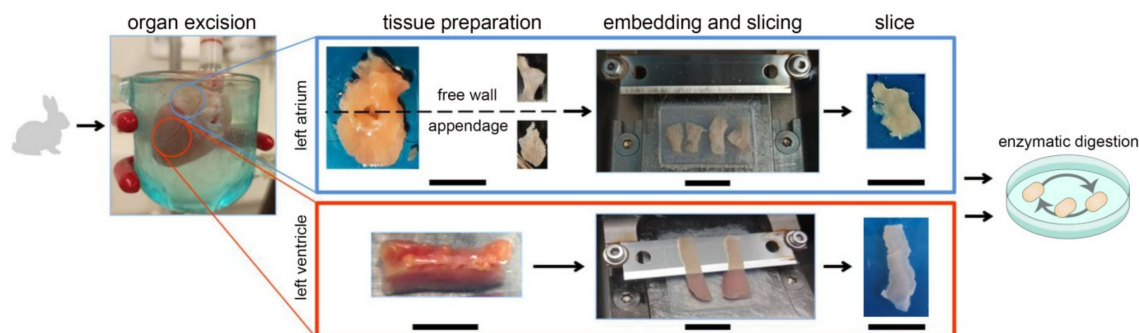 organ excision
tissue preparation
embedding and slicing
slice
left atrium
free wall
appendage
enzymatic digestion
left ventricle